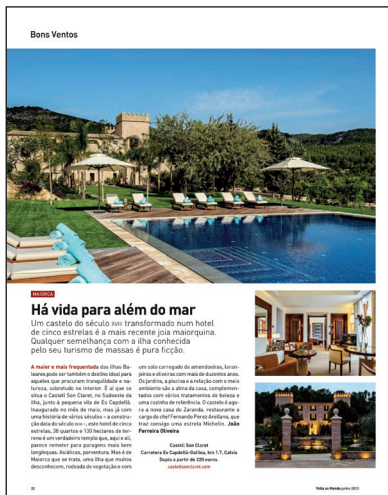 Bons Ventos
MAIORCA
Há vida para além do mar
Um castelo do século XVIII transformado num hotel
de cinco estrelas é a mais recente joia maiorquina.
Qualquer semelhança com a ilha conhecida
pelo seu turismo de massas é pura ficção.
A maior e mais frequentada das ilhas Ba-
leares pode ser também o destino ideal para
aqueles que procuram tranquilidade e na-
tureza, sobretudo no interior. É aí que se
situa o Castell Son Claret, no Sudoeste da
ilha, junto à pequena vila de Es Capdellà.
Inaugurado no mês de maio, mas já com
uma história de vários séculos – a constru-
ção data do século XVIII –, este hotel de cinco
estrelas, 38 quartos e 130 hectares de ter-
reno é um verdadeiro templo que, aqui e ali,
parece remeter para paragens mais bem
longínquas. Asiáticas, porventura. Mas é de
Maiorca que se trata, uma ilha que muitos
desconhecem, rodeada de vegetação e com
um solo carregado de amendoeiras, laran-
jeiras e oliveiras com mais de duzentos anos.
Os jardins, a piscina e a relação com o meio
ambiente são a alma da casa, complemen-
tados com vários tratamentos de beleza e
uma cozinha de referência. O castelo é ago-
ra a nova casa do Zaranda, restaurante a
cargo do chef Fernando Perez Arellano, que
traz consigo uma estrela Michelin. João
Ferreira Oliveira
Castell Son Claret
Carretera Es Capdellà-Galilea, km 1.7, Calvia
Duplo a partir de 220 euros.
castellsonclaret.com
32
Volta ao Mundo junho 2013